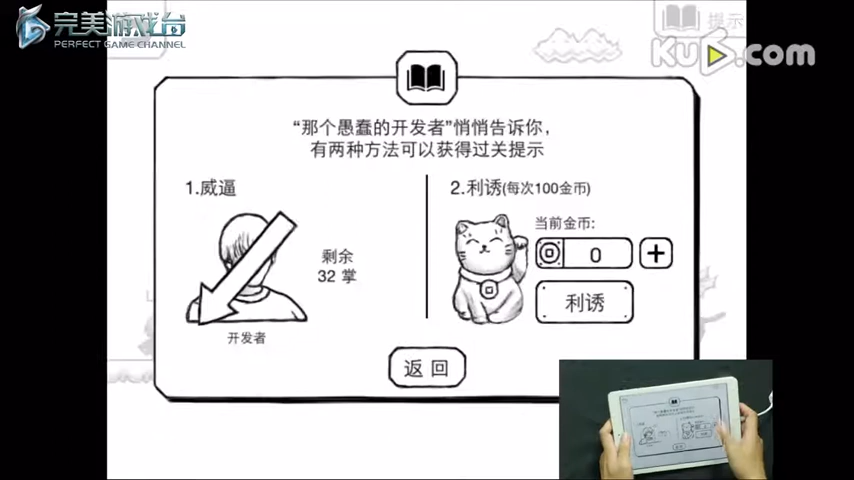 完美游戏台
PERFECT GAME CHANNEL
提示
Ku6.com
“那个愚蠢的开发者”悄悄告诉你，
有两种方法可以获得过关提示
1.威逼
2.利诱(每次100金币)
当前金币:
0
剩余
32 掌
利诱
开发者
返回